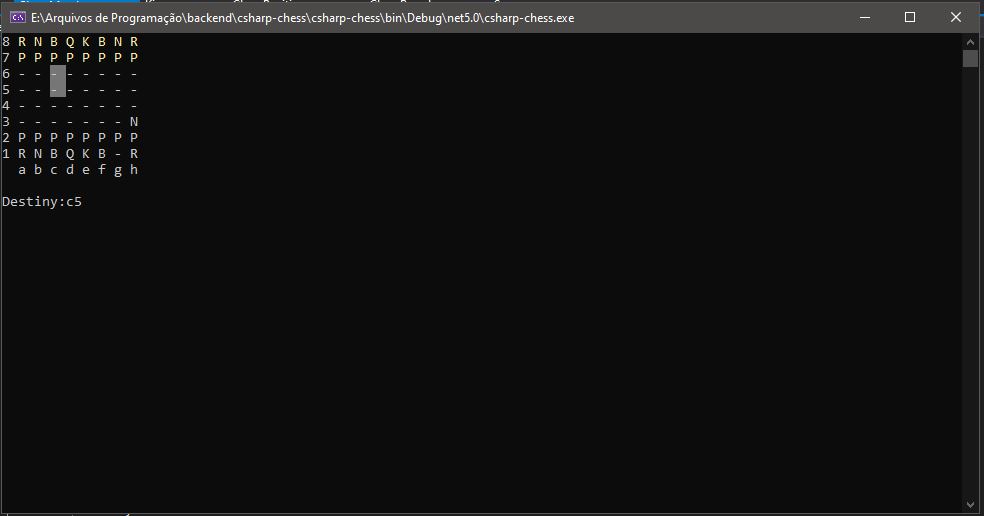 E:\Arquivos de Programação\backend\csharp-chess\csharp-chess\bin\Debug\net5.0\csharp-chess.exe
8 R N B Q K B N R
7 P P P P P P P P
6 - - - - - - - -
5 - - - - - - - -
4 - - - - - - - -
3 - - - - - - - N
2 P P P P P P P P
1 R N B Q K B - R
a b c d e f g h
Destiny:c5